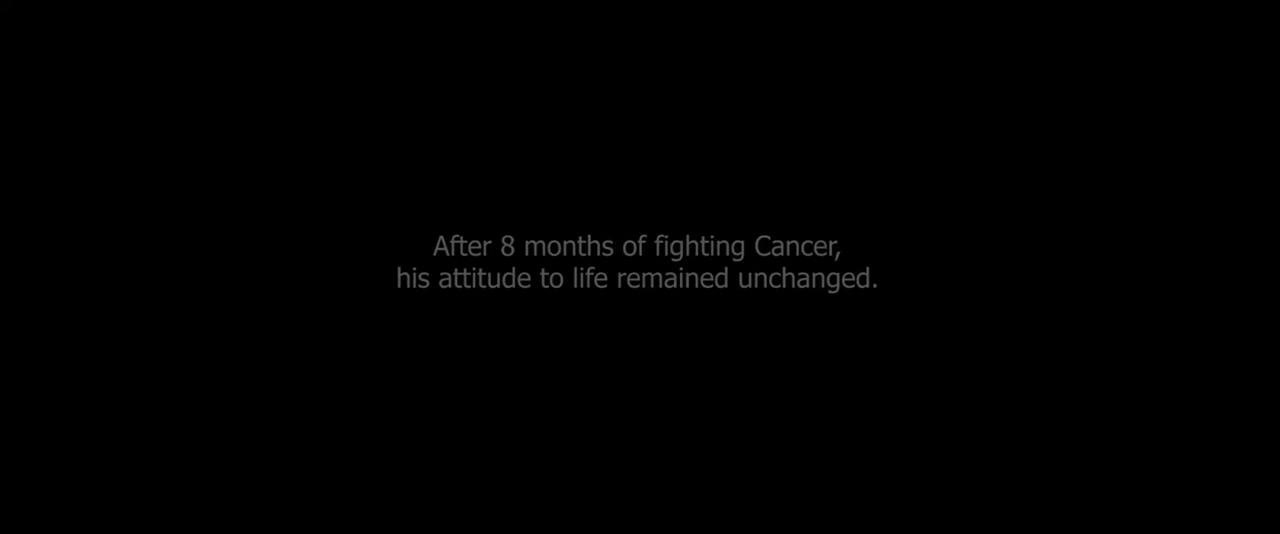 After 8 months of fighting Cancer,
his attitude to life remained unchanged.